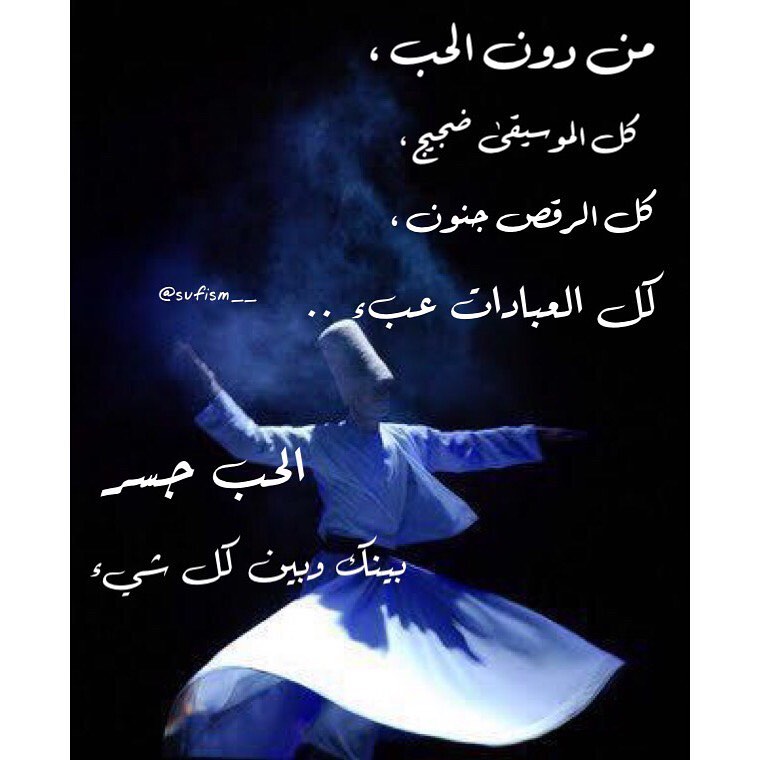 من دون الحب ،
كل الموسيقىٰ ضجيج ،
كل الرقص جنون ،
كل العبادات عبء ..
@sufism__
الحب جسر
بينك وبين كل شيء